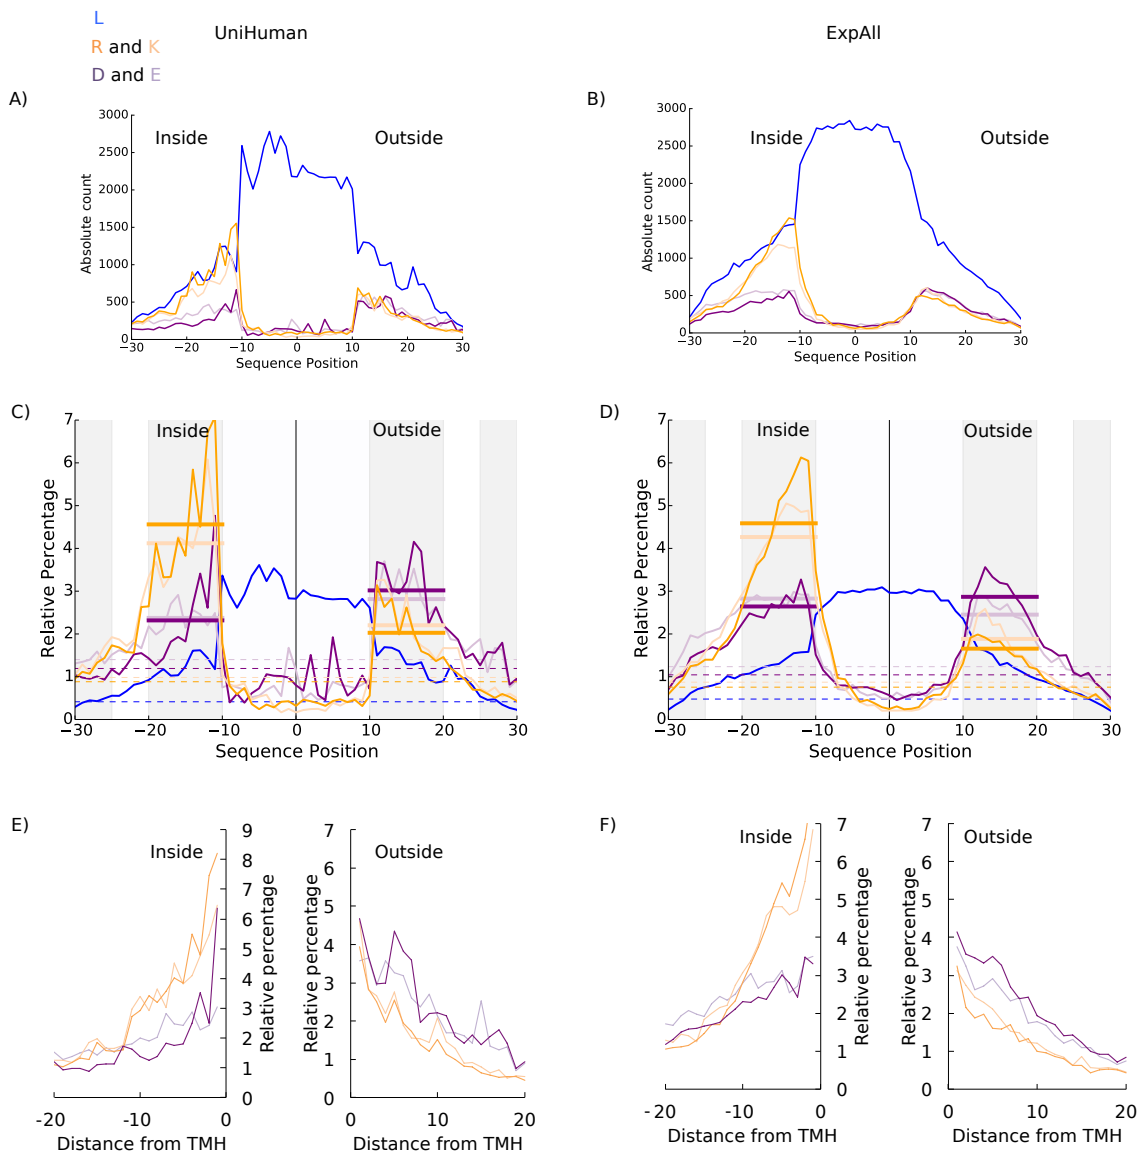 L
R and K
D and E
UniHuman
ExpAll
A)
3000
2500
2000
1500
1000
500
0
Absolute count
Inside
Outside
−30 −20 −10 0 10 20 30
Sequence Position
B)
3000
2500
2000
1500
1000
500
0
Absolute count
Inside
Outside
−30 −20 −10 0 10 20 30
Sequence Position
C)
7
6
5
4
3
2
1
0
Relative Percentage
Inside
Outside
−30 −20 −10 0 10 20 30
Sequence Position
D)
7
6
5
4
3
2
1
0
Relative Percentage
Inside
Outside
−30 −20 −10 0 10 20 30
Sequence Position
E)
Inside
9
8
7
6
5
4
3
2
1
0
Relative percentage
-20 -10 0
Distance from TMH
7
6
5
4
3
2
1
0
Relative percentage
Outside
0 10 20
Distance from TMH
F)
Inside
7
6
5
4
3
2
1
0
Relative percentage
-20 -10 0
Distance from TMH
7
6
5
4
3
2
1
0
Relative percentage
Outside
0 10 20
Distance from TMH